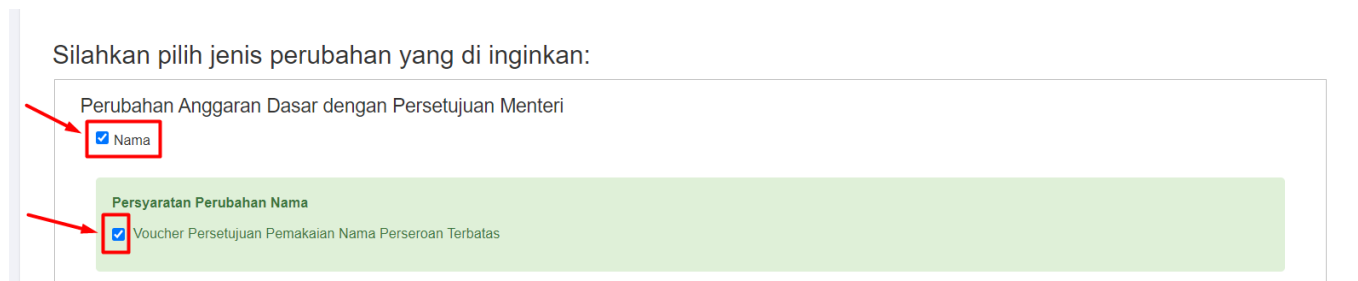 Silahkan pilih jenis perubahan yang di inginkan:
Perubahan Anggaran Dasar dengan Persetujuan Menteri
Nama
Persyaratan Perubahan Nama
Voucher Persetujuan Pemakaian Nama Perseroan Terbatas